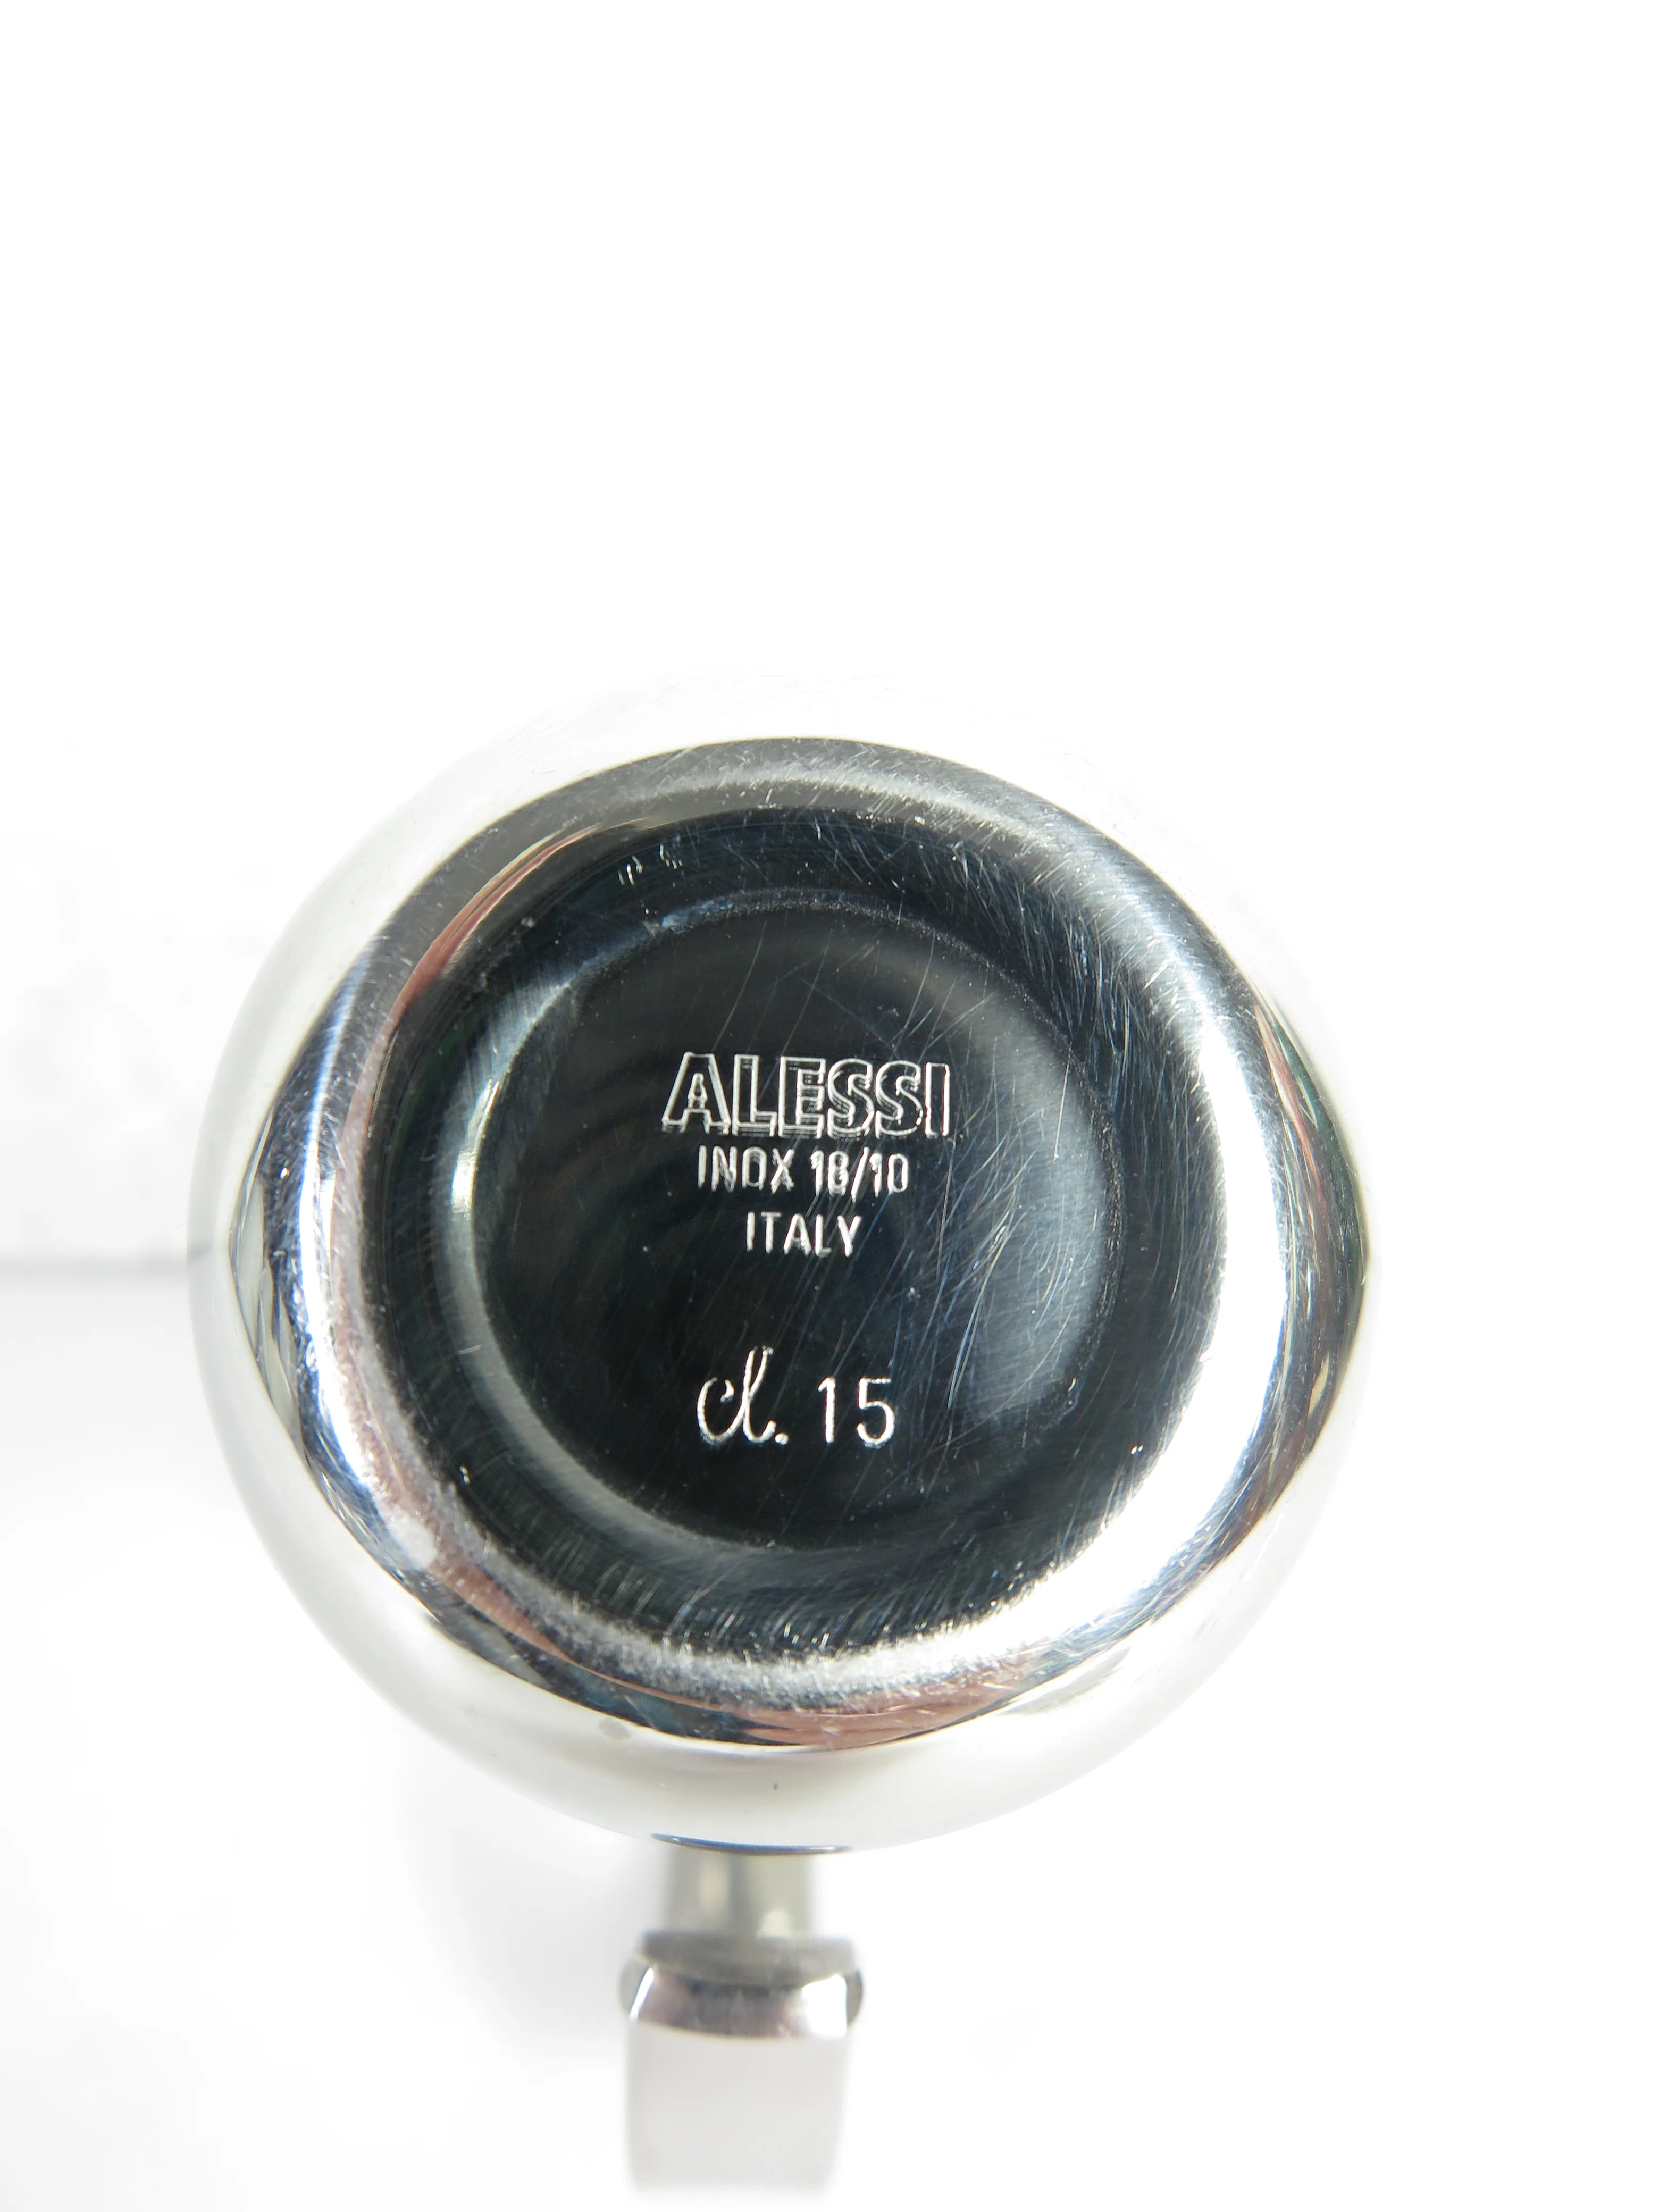 ALESSI
INOX 18/10
ITALY
cl. 15